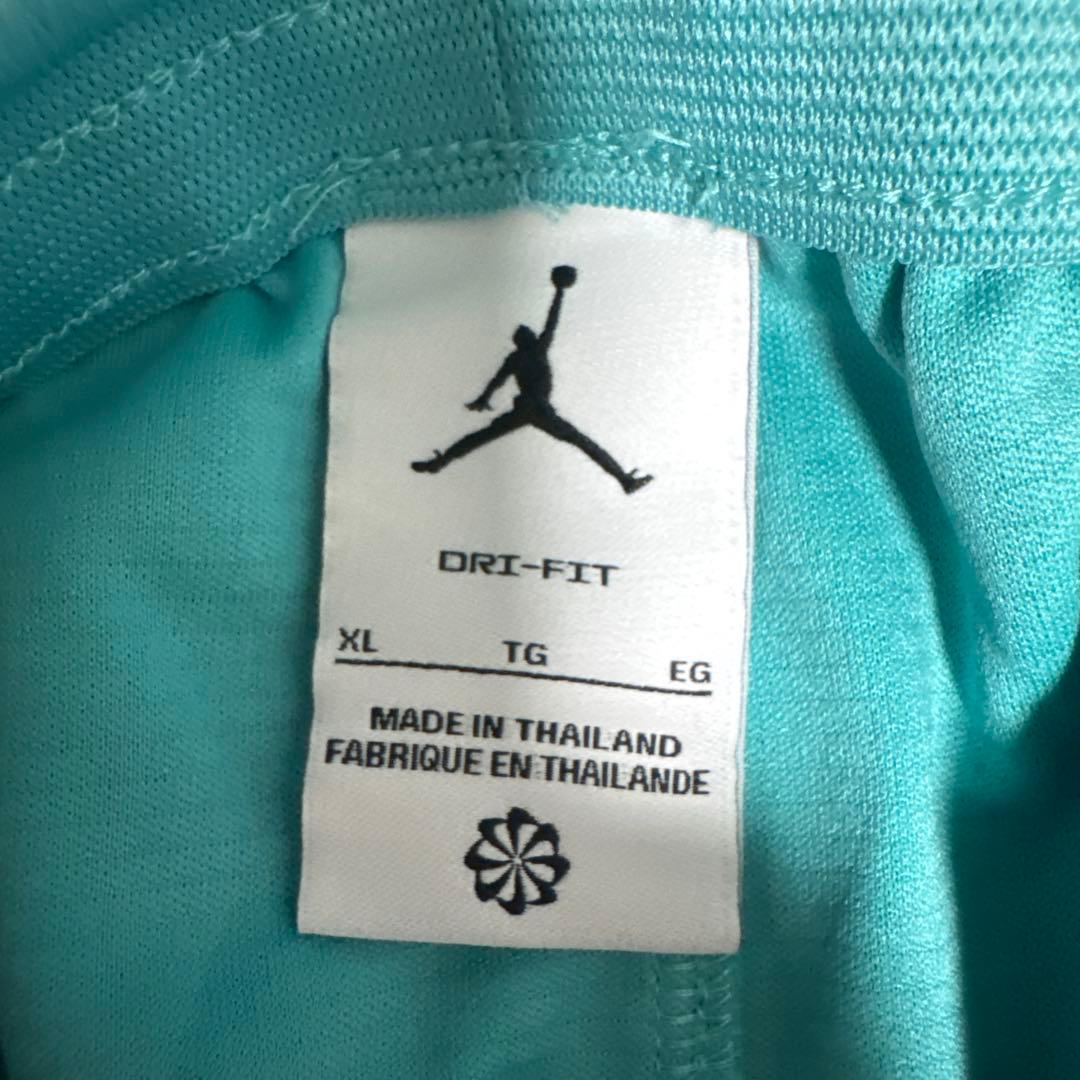 DRI-FIT
XL TG EG
MADE IN THAILAND
FABRIQUE EN THAILANDE